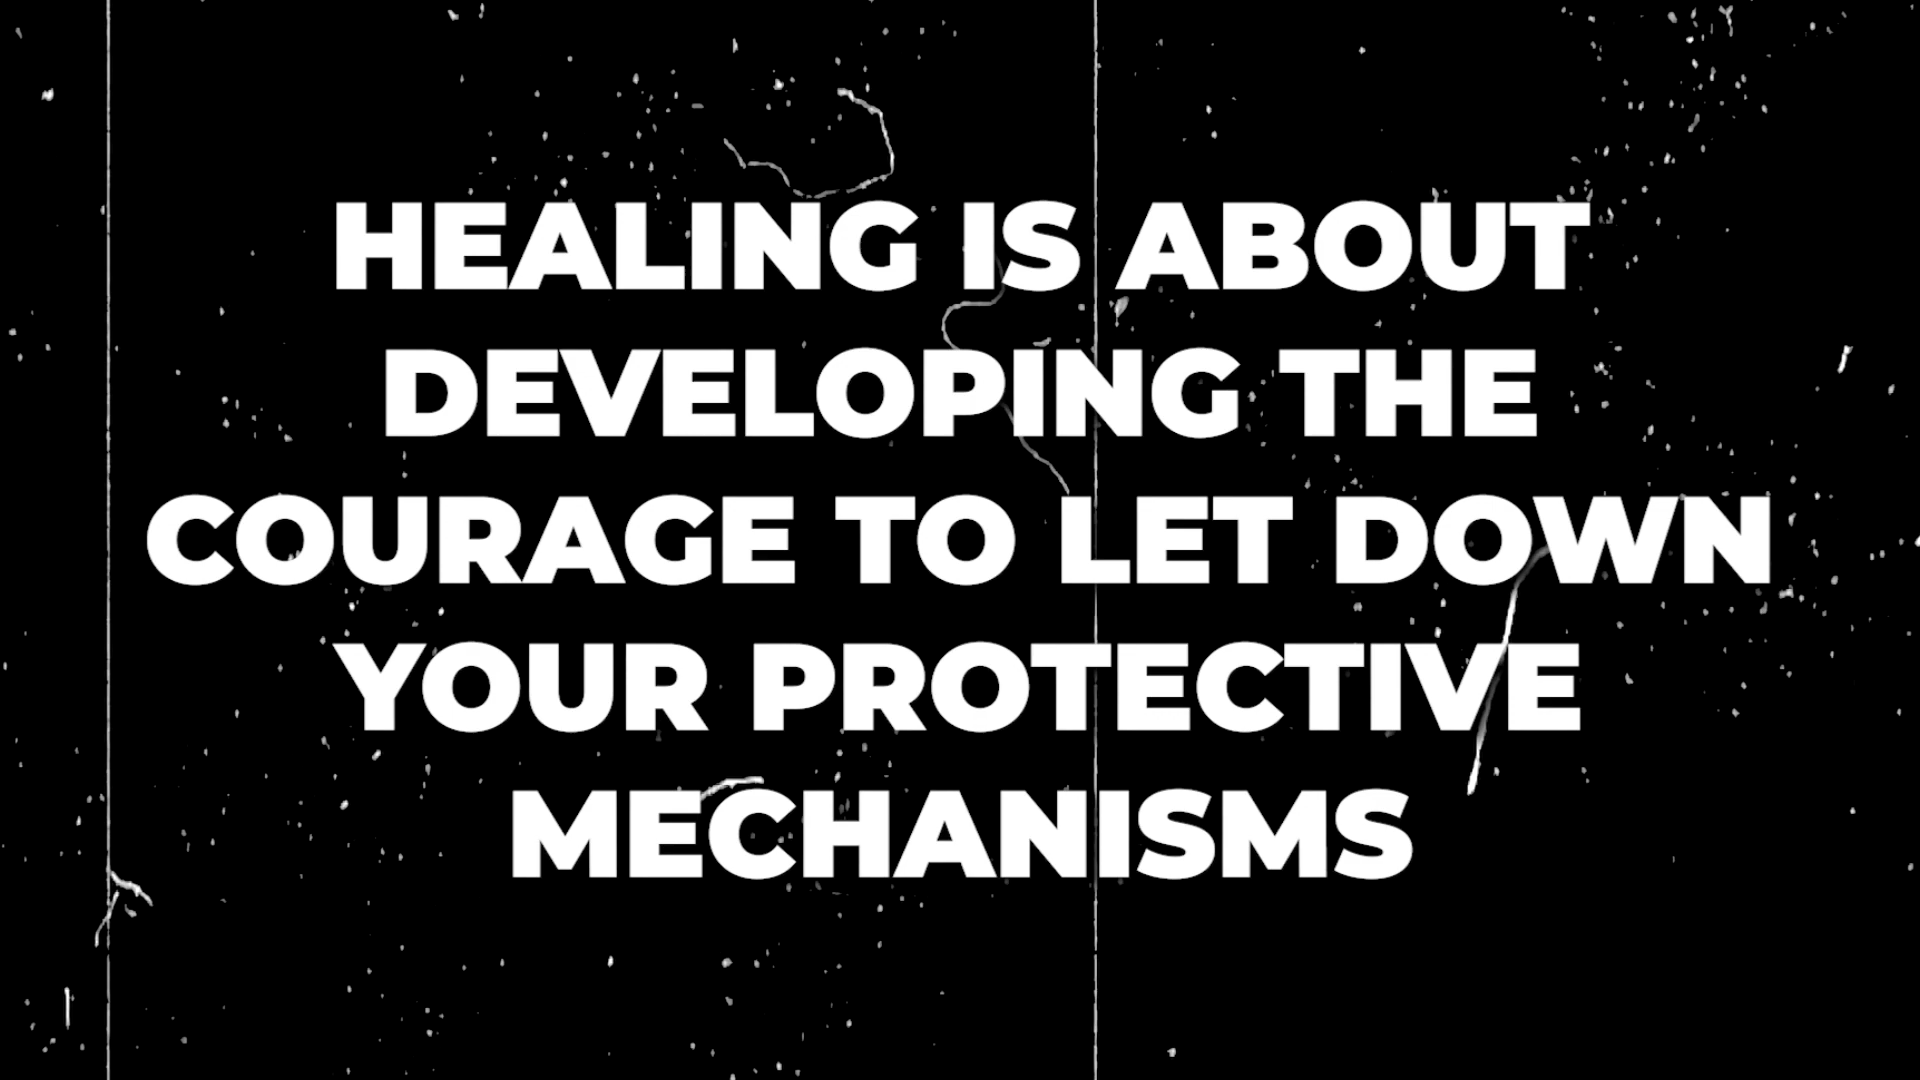 HEALING IS ABOUT
DEVELOPING THE
COURAGE TO LET DOWN
YOUR PROTECTIVE
MECHANISMS